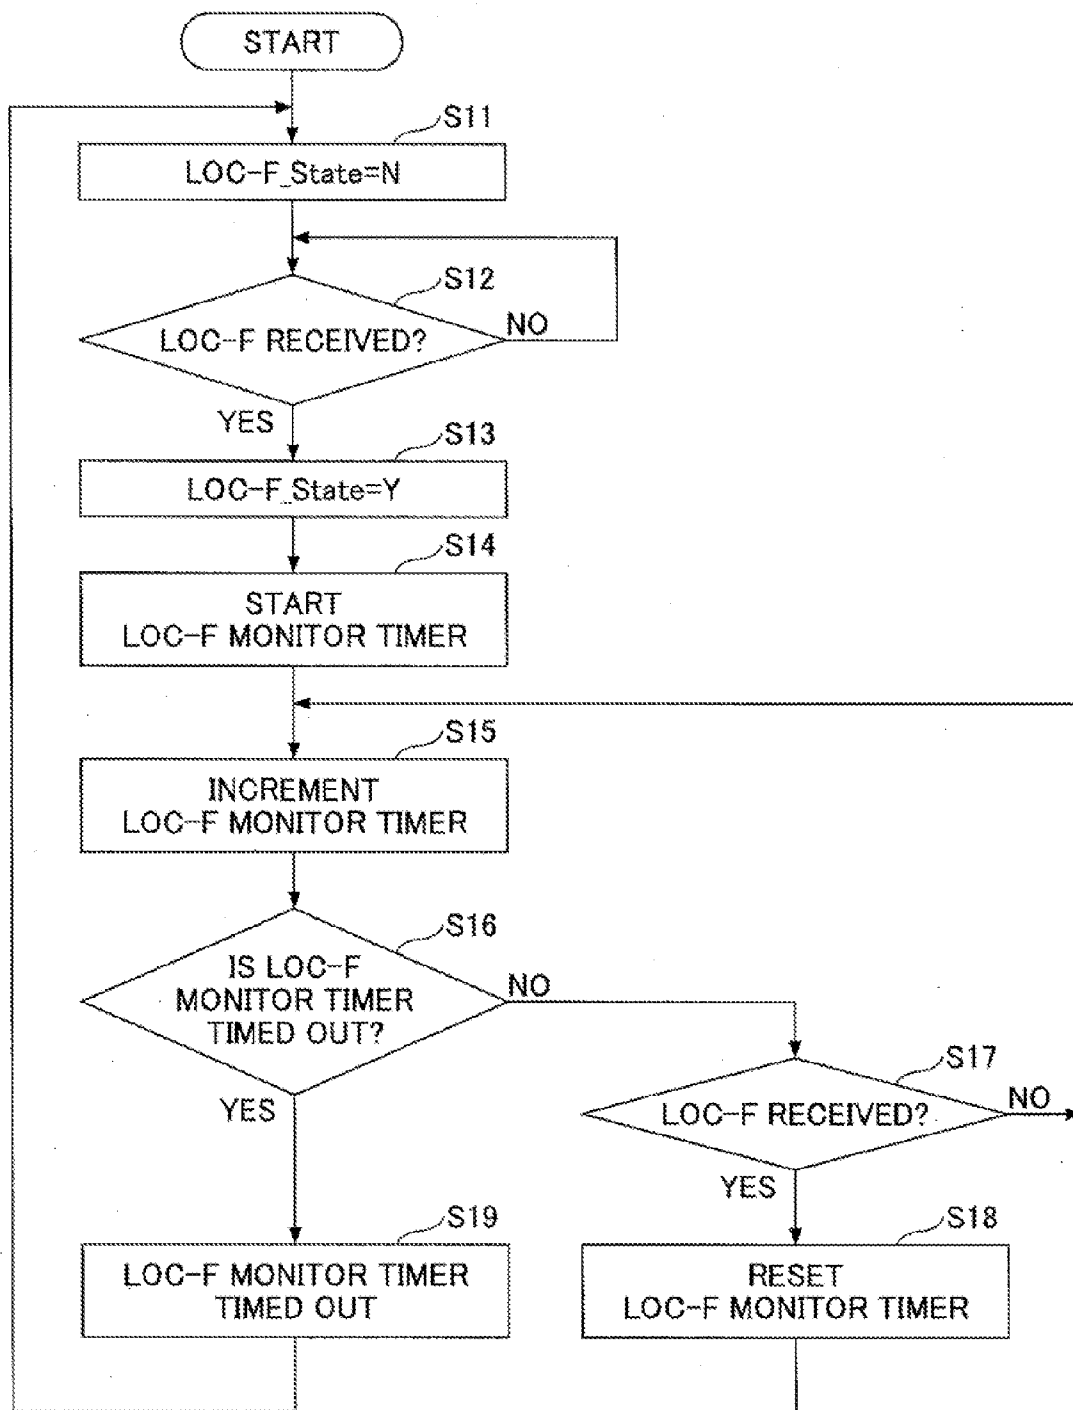 START
S11
LOC-F_State=N
S12
LOC-F RECEIVED?
NO
YES
S13
LOC-F_State=Y
S14
START
LOC-F MONITOR TIMER
S15
INCREMENT
LOC-F MONITOR TIMER
S16
IS LOC-F
MONITOR TIMER
TIMED OUT?
NO
YES
S17
LOC-F RECEIVED?
NO
YES
S19
LOC-F MONITOR TIMER
TIMED OUT
S18
RESET
LOC-F MONITOR TIMER